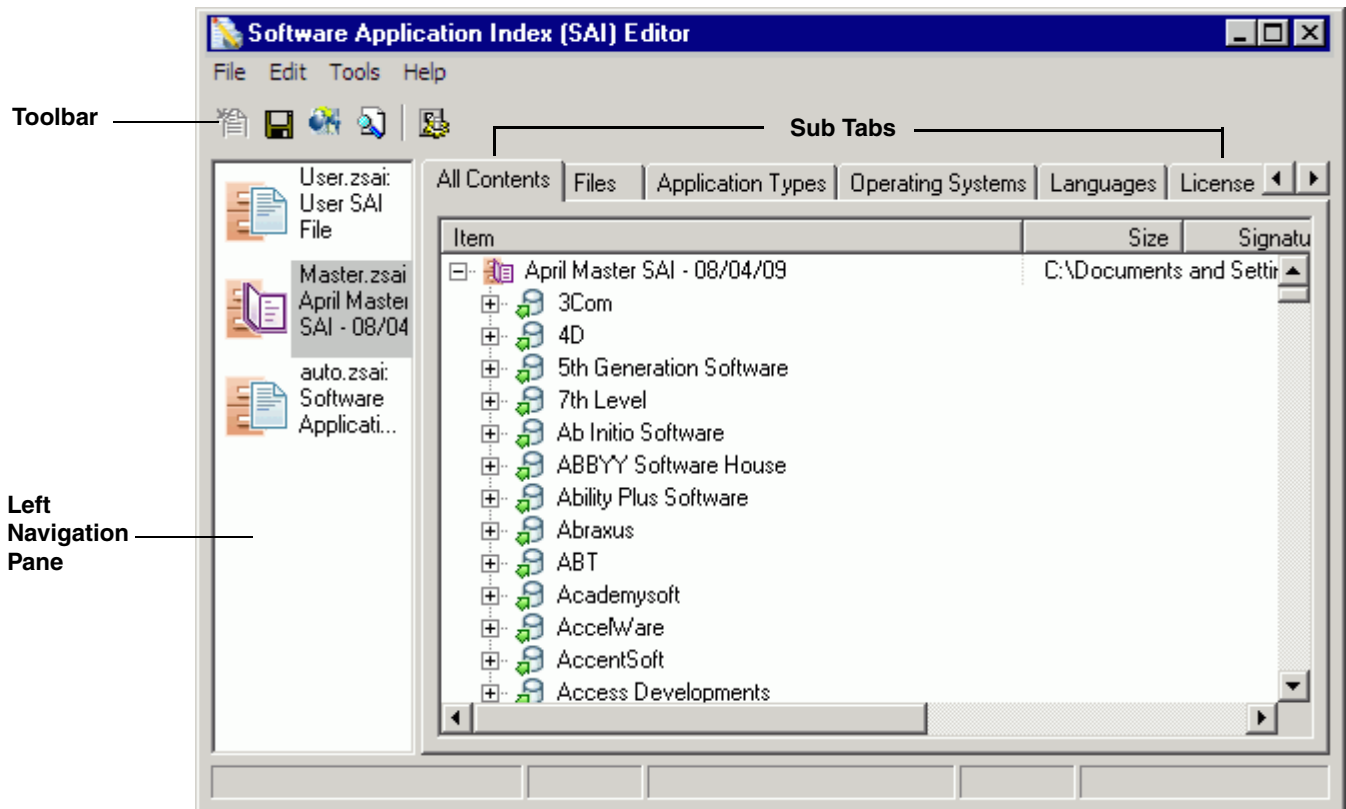 Software Application Index (SAI) Editor
File Edit Tools Help
Toolbar
Sub Tabs
User.zsai:
User SAI
File
Master.zsai
April Master
SAI - 08/04
auto.zsai:
Software
Applicati...
Left
Navigation
Pane
All Contents Files Application Types Operating Systems Languages License
Item Size Signatu
April Master SAI - 08/04/09 C:\Documents and Settin
3Com
4D
5th Generation Software
7th Level
Ab Initio Software
ABBYY Software House
Ability Plus Software
Abraxus
ABT
Academysoft
AccelWare
AccentSoft
Access Developments